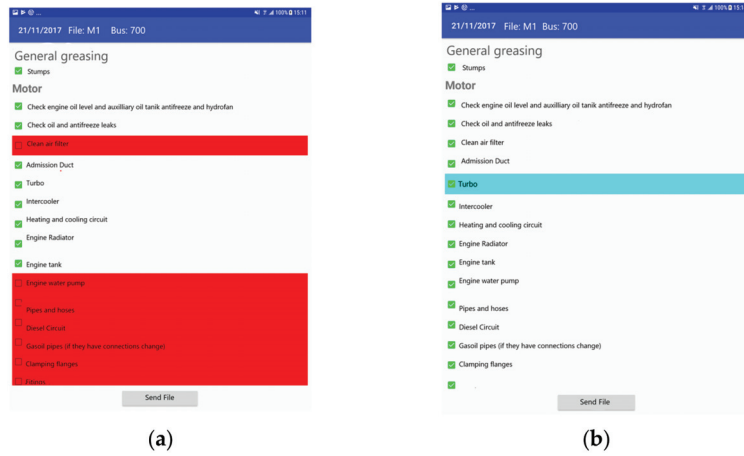 100% 15:11
21/11/2017 File: M1 Bus: 700
General greasing
Stumps
Motor
Check engine oil level and auxilliary oil tanik antifreeze and hydrofan
Check oil and antifreeze leaks
Clean air filter
Admission Duct
Turbo
Intercooler
Heating and cooling circuit
Engine Radiator
Engine tank
Engine water pump
Pipes and hoses
Diesel Circuit
Gasoil pipes (if they have connections change)
Clamping flanges
Send File
(a)
100% 15:1
21/11/2017 File: M1 Bus: 700
General greasing
Stumps
Motor
Check engine oil level and auxilliary oil tanik antifreeze and hydrofan
Check oil and antifreeze leaks
Clean air filter
Admission Duct
Turbo
Intercooler
Heating and cooling circuit
Engine Radiator
Engine tank
Engine water pump
Pipes and hoses
Diesel Circuit
Gasoil pipes (if they have connections change)
Clamping flanges
Send File
(b)